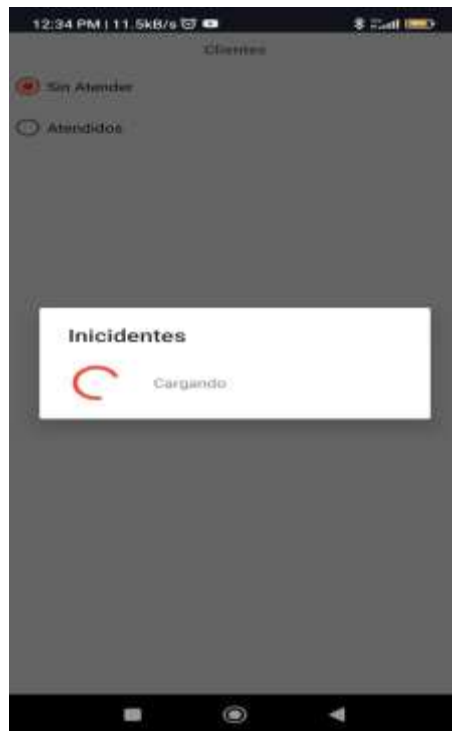 12:34 PM | 11.5kB/s
Clientes
Sin Atender
Atendidos
Inicidentes
Cargando